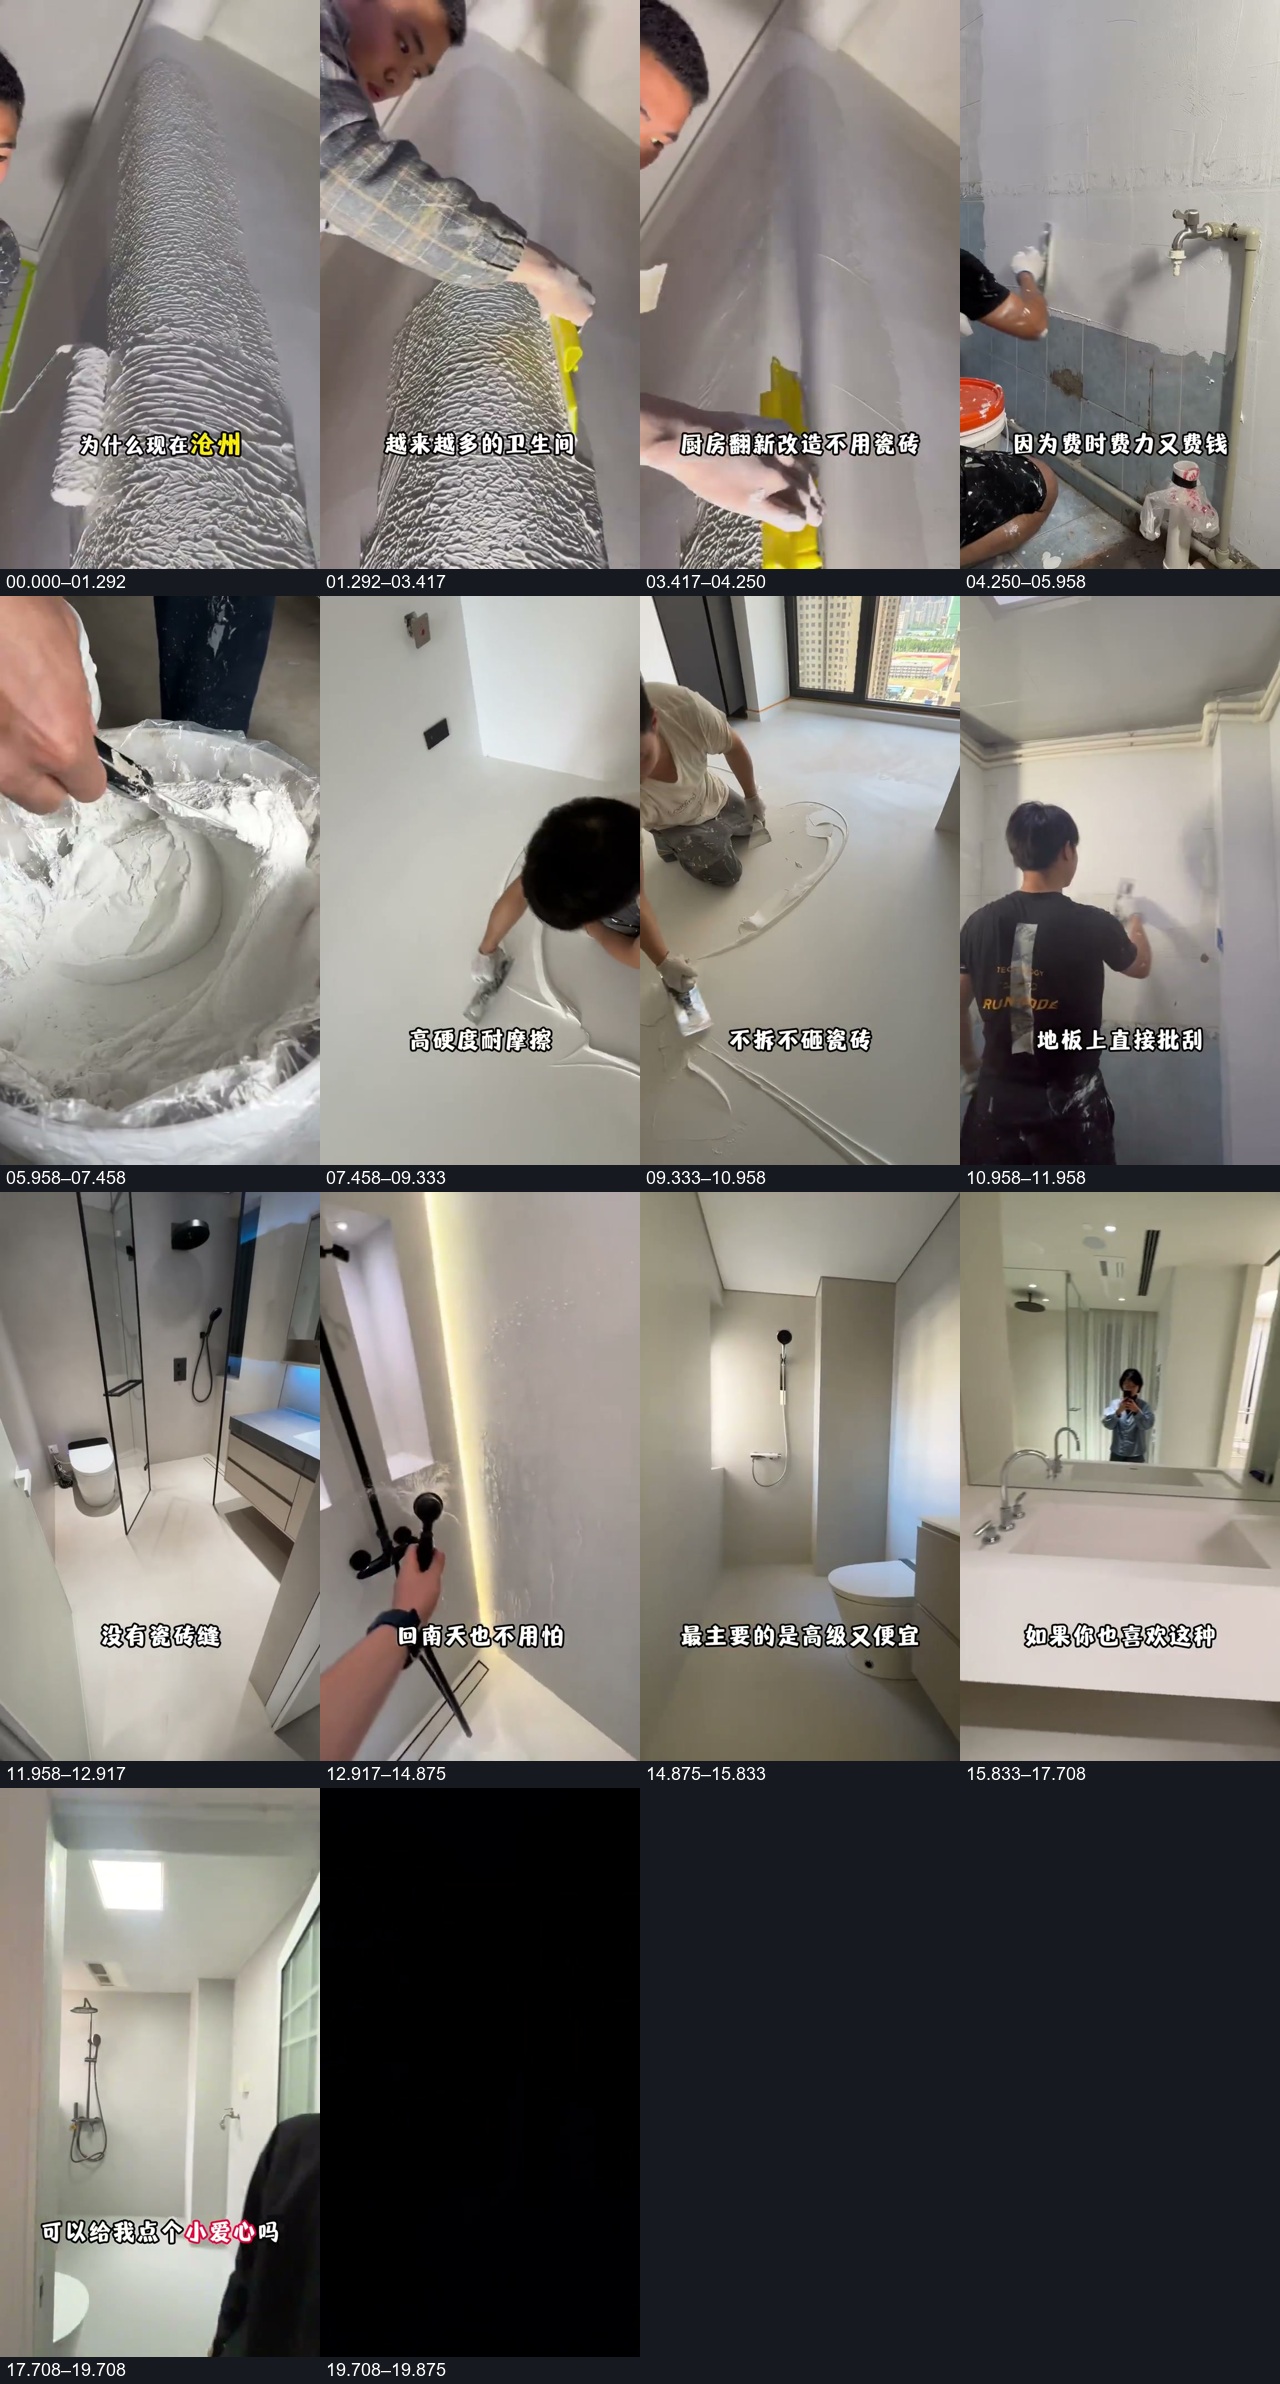 为什么现在沧州
越来越多的卫生间
厨房翻新改造不用瓷砖
因为费时费力又费钱
00.000–01.292
01.292–03.417
03.417–04.250
04.250–05.958
高硬度耐摩擦
不拆不砸瓷砖
地板上直接批刮
05.958–07.458
07.458–09.333
09.333–10.958
10.958–11.958
没有瓷砖缝
回南天也不用怕
最主要的是高级又便宜
如果你也喜欢这种
11.958–12.917
12.917–14.875
14.875–15.833
15.833–17.708
可以给我点个小爱心吗
17.708–19.708
19.708–19.875